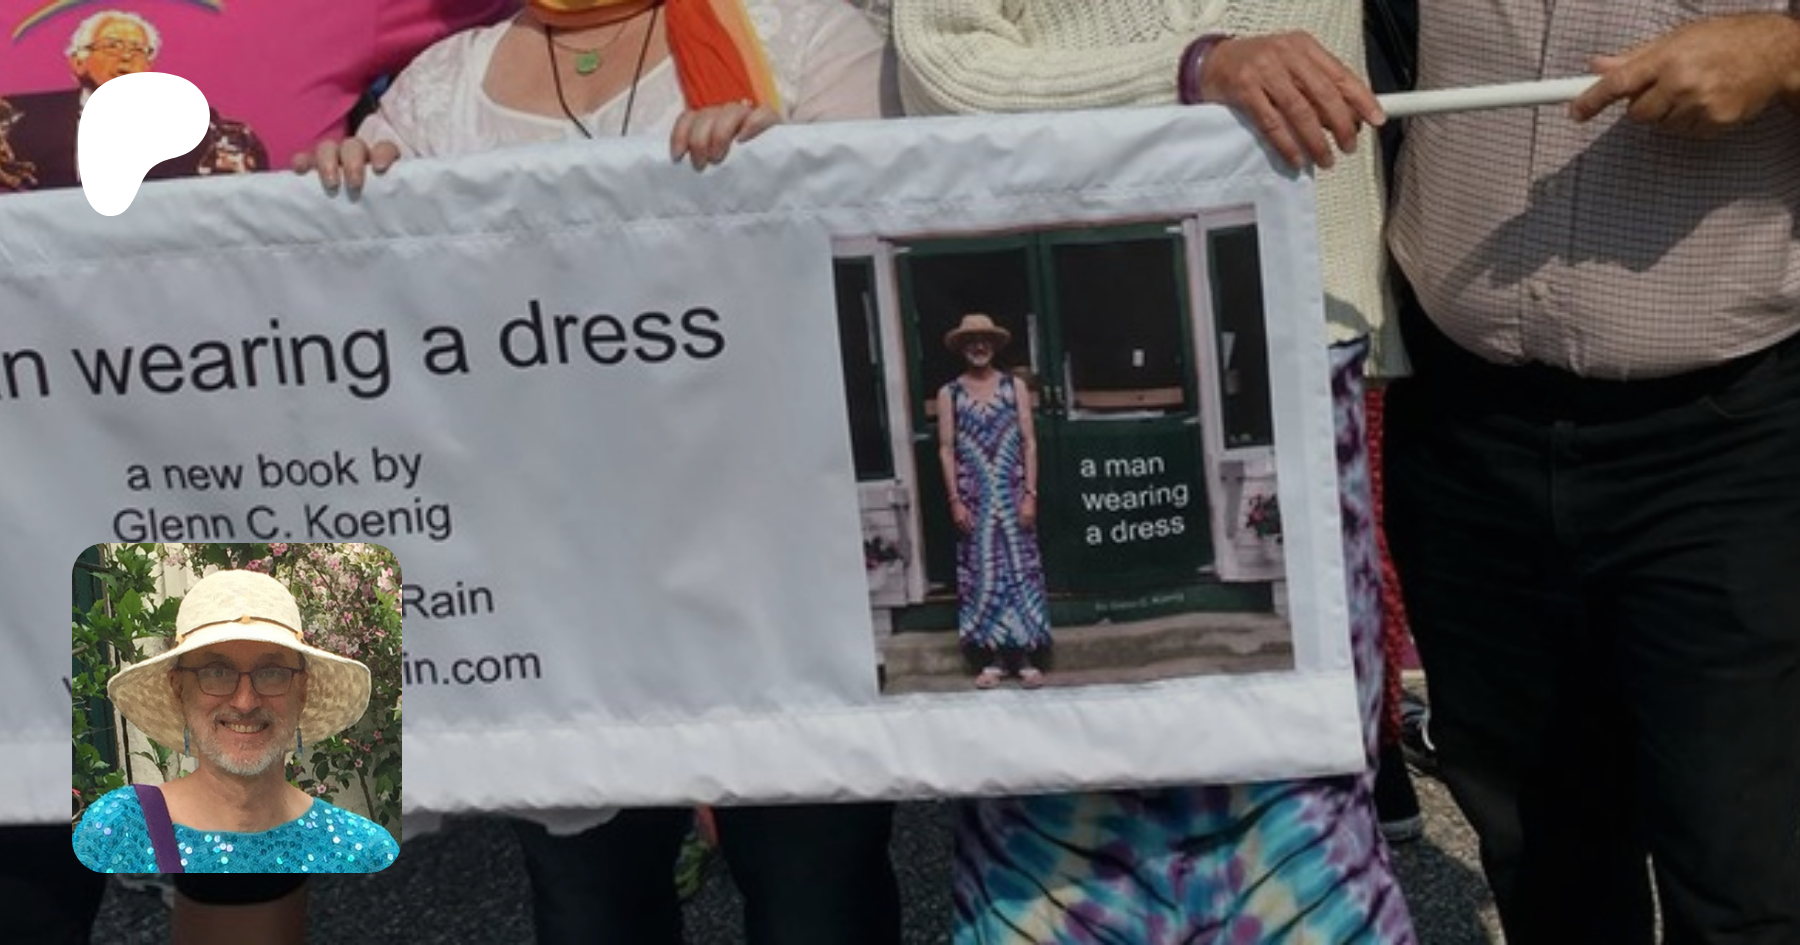 wearing a dress
a new book by
Glenn C. Koenig
Rain
in.com
a man
wearing
a dress